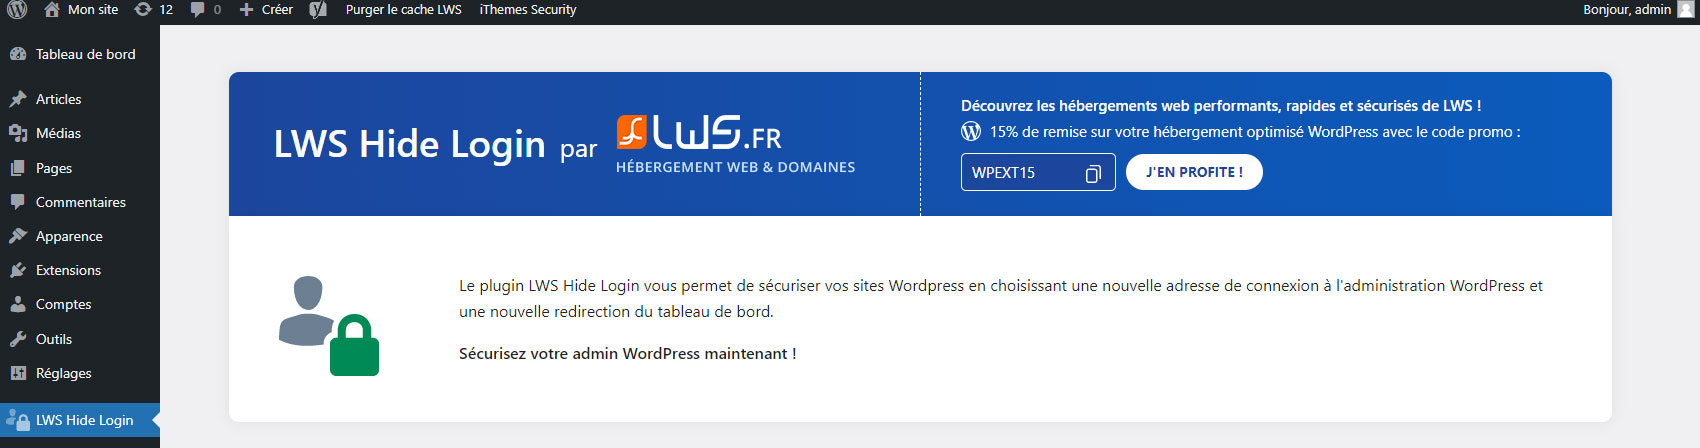 Mon site 12 0 Créer Purger le cache LWS iThemes Security Bonjour, admin
Tableau de bord
Articles
Médias
Pages
Commentaires
Apparence
Extensions
Comptes
Outils
Réglages
LWS Hide Login
LWS Hide Login par LWS.FR
HÉBERGEMENT WEB & DOMAINES
Découvrez les hébergements web performants, rapides et sécurisés de LWS !
15% de remise sur votre hébergement optimisé WordPress avec le code promo :
WPEXT15 J'EN PROFITE !
Le plugin LWS Hide Login vous permet de sécuriser vos sites Wordpress en choisissant une nouvelle adresse de connexion à l'administration WordPress et
une nouvelle redirection du tableau de bord.
Sécurisez votre admin WordPress maintenant !